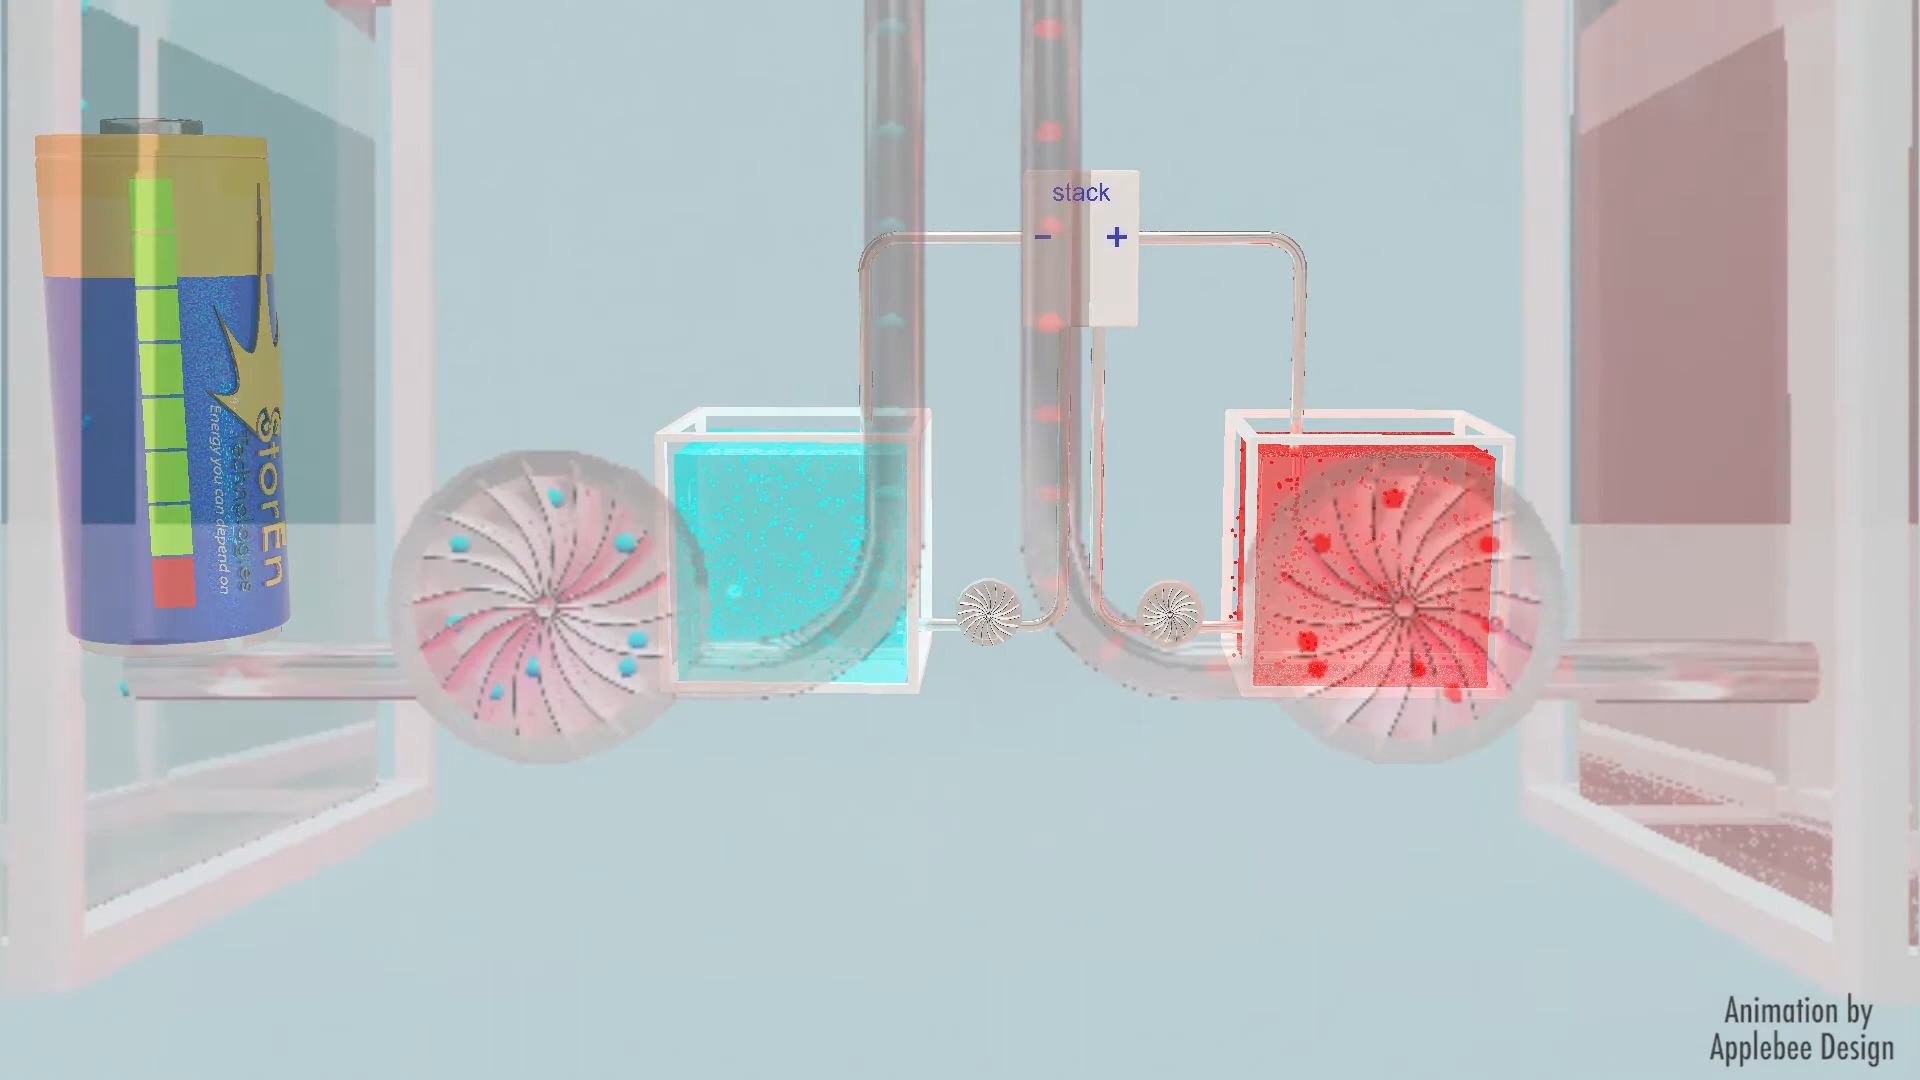 stack
- +
StorEn
Technologies
Energy you can depend on
Animation by
Applebee Design